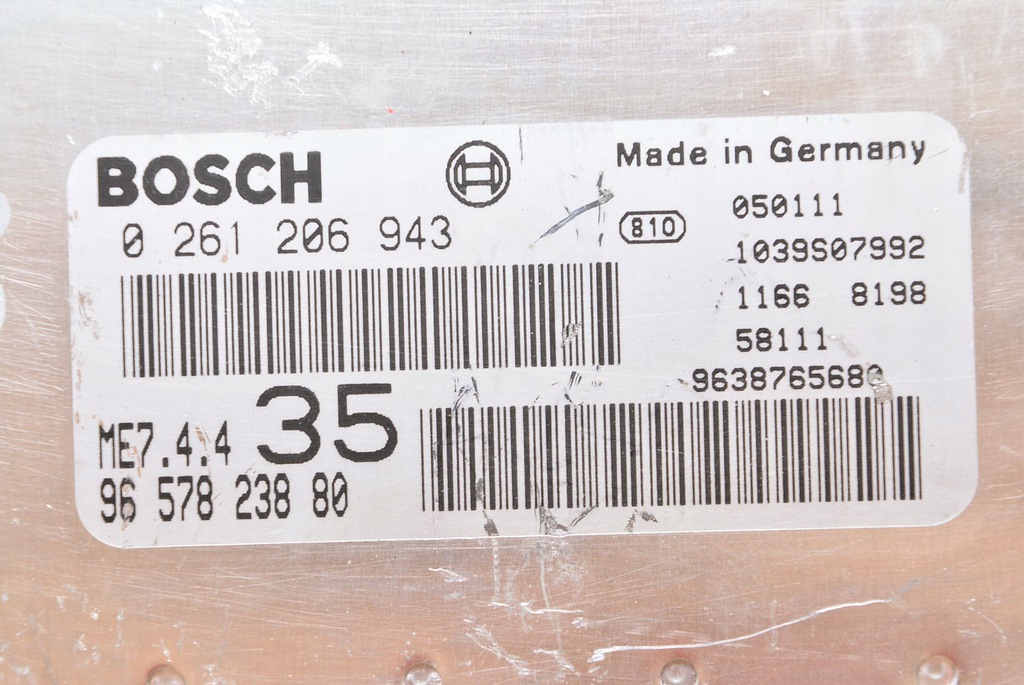 BOSCH
Made in Germany
0 261 206 943
810
050111
1039S07992
1166 8198
58111
9638765680
ME7.4.4
35
96 578 238 80